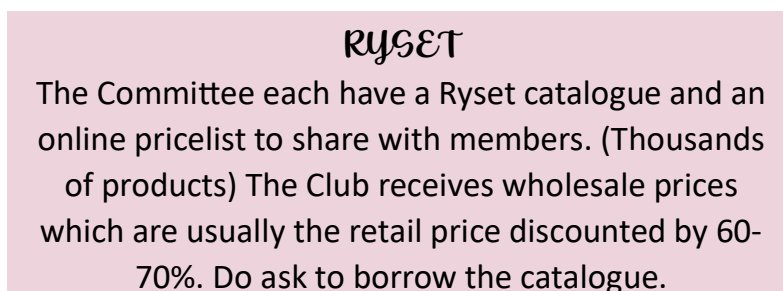 RYSET
The Committee each have a Ryset catalogue and an
online pricelist to share with members. (Thousands
of products) The Club receives wholesale prices
which are usually the retail price discounted by 60-
70%. Do ask to borrow the catalogue.